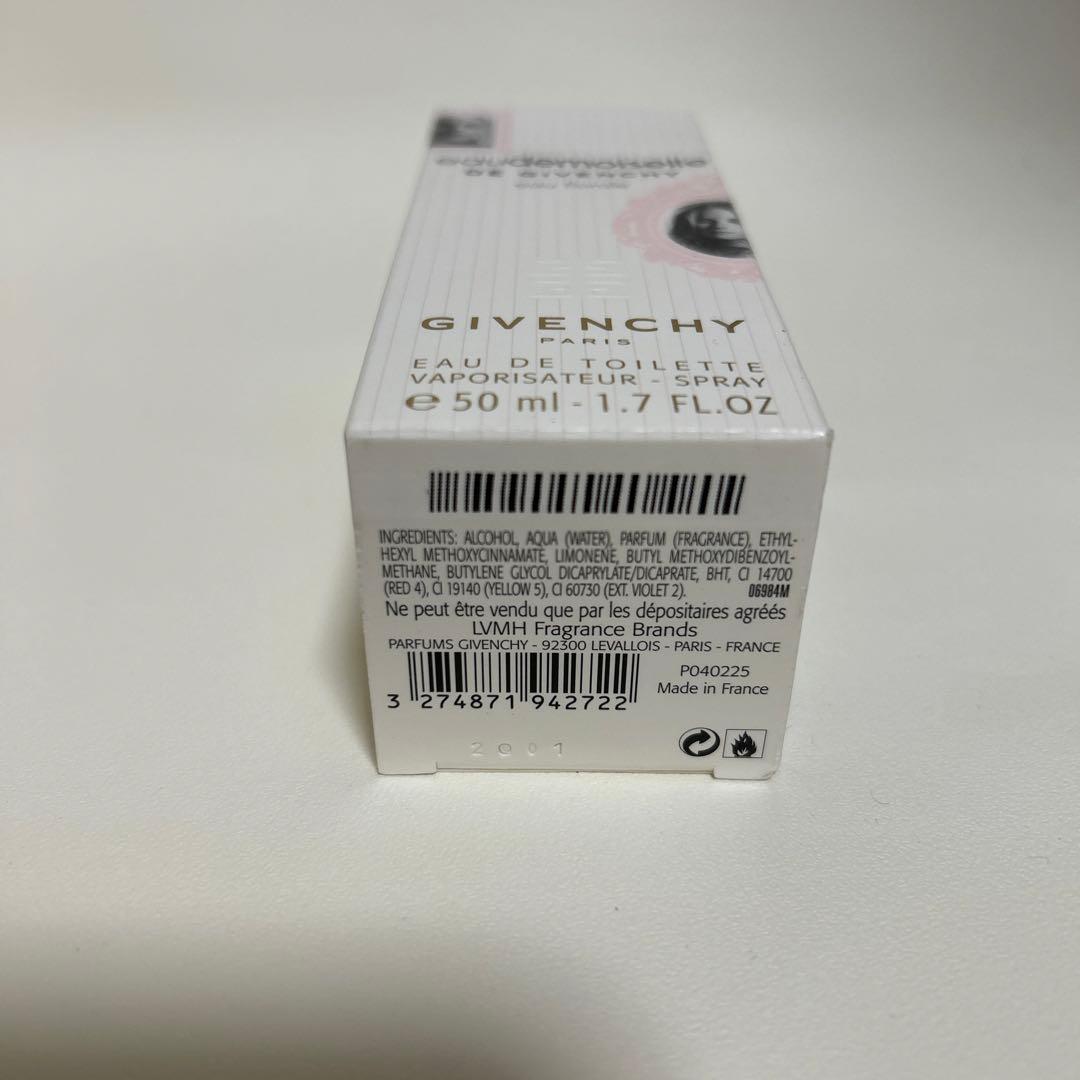 eaudemoiselle
DE GIVENCHY
eau florale
GIVENCHY
PARIS
EAU DE TOILETTE
VAPORISATEUR - SPRAY
e 50 ml - 1.7 FL.OZ
INGREDIENTS: ALCOHOL, AQUA (WATER), PARFUM (FRAGRANCE), ETHYL-
HEXYL METHOXYCINNAMATE, LIMONENE, BUTYL METHOXYDIBENZOYL-
METHANE, BUTYLENE GLYCOL DICAPRYLATE/DICAPRATE, BHT, CI 14700
(RED 4), CI 19140 (YELLOW 5), CI 60730 (EXT. VIOLET 2). 06984M
Ne peut être vendu que par les dépositaires agréés
LVMH Fragrance Brands
PARFUMS GIVENCHY - 92300 LEVALLOIS - PARIS - FRANCE
P040225
Made in France
3 274871 942722
2Q01